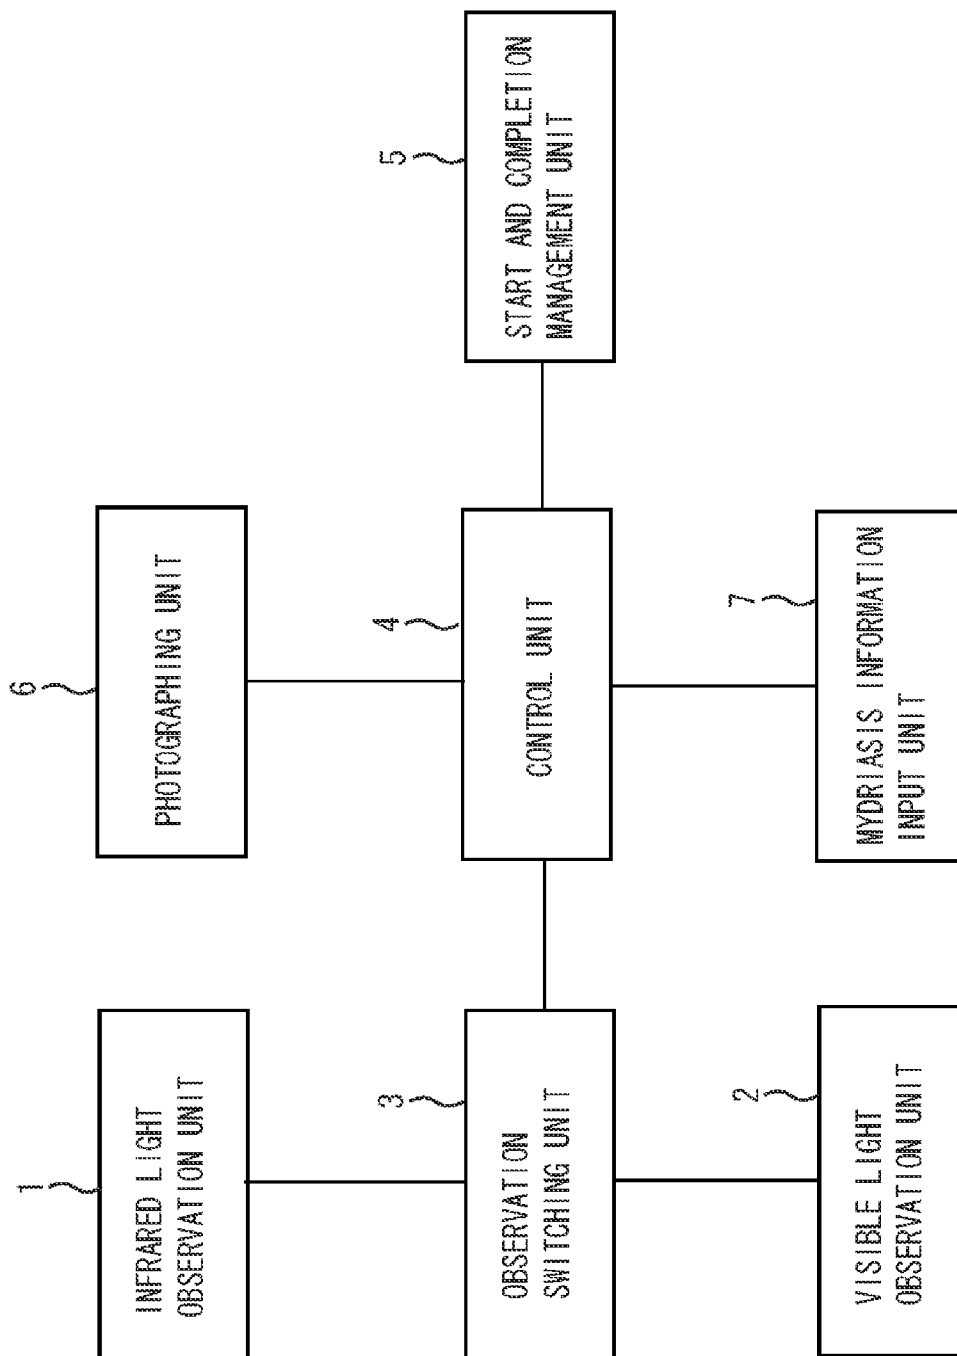 1
INFRARED LIGHT
OBSERVATION UNIT
6
PHOTOGRAPHING UNIT
3
OBSERVATION
SWITCHING UNIT
4
CONTROL UNIT
5
START AND COMPLETION
MANAGEMENT UNIT
2
VISIBLE LIGHT
OBSERVATION UNIT
7
MYDRIASIS INFORMATION
INPUT UNIT